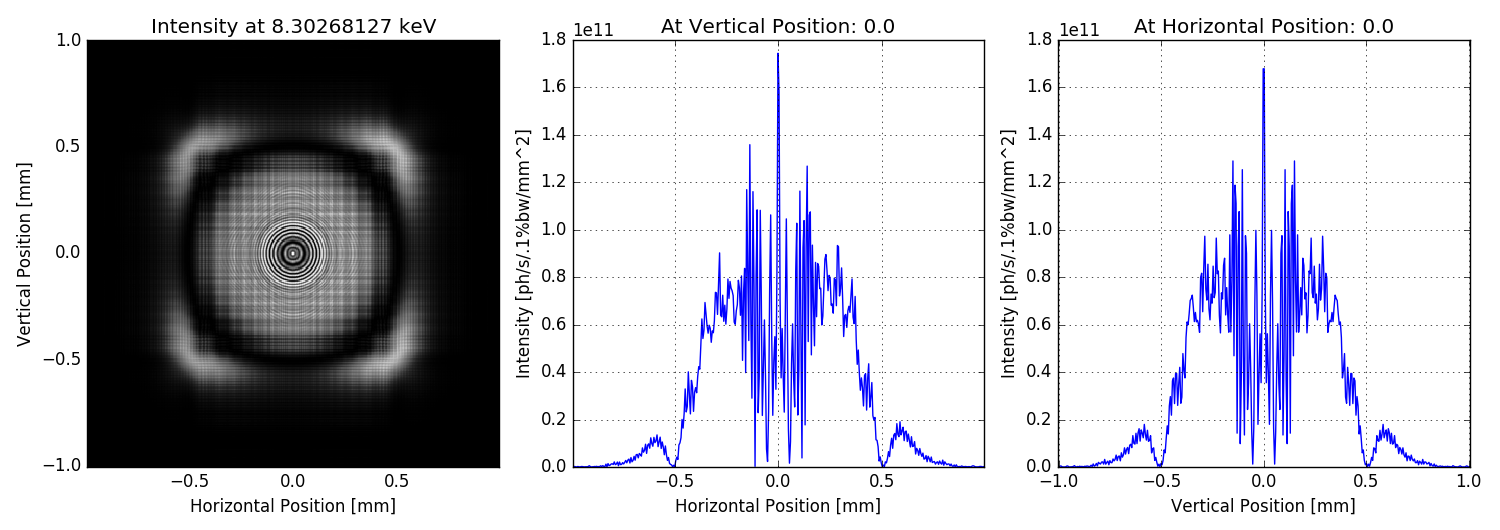 Intensity at 8.30268127 keV
1.0
0.5
0.0
−0.5
−1.0
Vertical Position [mm]
−0.5 0.0 0.5
Horizontal Position [mm]
At Vertical Position: 0.0
1e11
1.8
1.6
1.4
1.2
1.0
0.8
0.6
0.4
0.2
0.0
Intensity [ph/s/.1%bw/mm^2]
−0.5 0.0 0.5
Horizontal Position [mm]
At Horizontal Position: 0.0
1e11
1.8
1.6
1.4
1.2
1.0
0.8
0.6
0.4
0.2
0.0
Intensity [ph/s/.1%bw/mm^2]
−1.0 −0.5 0.0 0.5 1.0
Vertical Position [mm]